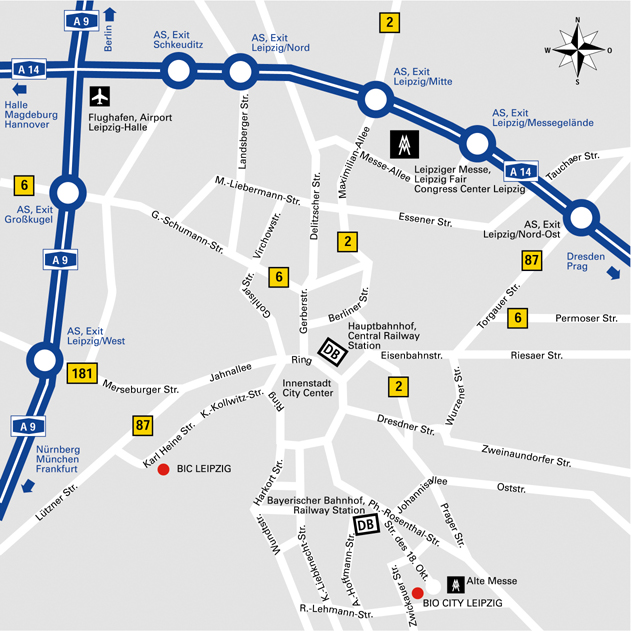 A 9
Berlin
2
AS, Exit
Schkeuditz
AS, Exit
Leipzig/Nord
N
W
O
S
A 14
AS, Exit
Leipzig/Mitte
Halle
Magdeburg
Hannover
Flughafen, Airport
Leipzig-Halle
AS, Exit
Leipzig/Messegelände
Landsberger Str.
Maximilian-Allee
Messe-Allee
Leipziger Messe,
Leipzig Fair
Congress Center Leipzig
A 14
Tauchaer Str.
6
M.-Liebermann-Str.
Delitzscher Str.
AS, Exit
Großkugel
G.-Schumann-Str.
Virchowstr.
Essener Str.
AS, Exit
Leipzig/Nord-Ost
2
A 9
87
Dresden
Prag
6
Gohliser Str.
Gerberstr.
Berliner Str.
Torgauer Str.
6
Permoser Str.
AS, Exit
Leipzig/West
Hauptbahnhof,
Central Railway
Station
DB
Ring
Eisenbahnstr.
Riesaer Str.
181
Jahnallee
Merseburger Str.
Innenstadt
City Center
2
Wurzener Str.
K.-Kollwitz-Str.
Ring
A 9
87
Karl Heine Str.
Dresdner Str.
Nürnberg
München
Frankfurt
BIC LEIPZIG
Zweinaundorfer Str.
Lützner Str.
Harkort Str.
Johannisallee
Oststr.
Bayerischer Bahnhof,
Railway Station
DB
Ph.-Rosenthal-Str.
Prager Str.
Wundtstr.
K.-Liebknecht-Str.
A.-Hoffmann-Str.
Str. des 18. Okt.
Zwickauer Str.
Alte Messe
BIO CITY LEIPZIG
R.-Lehmann-Str.